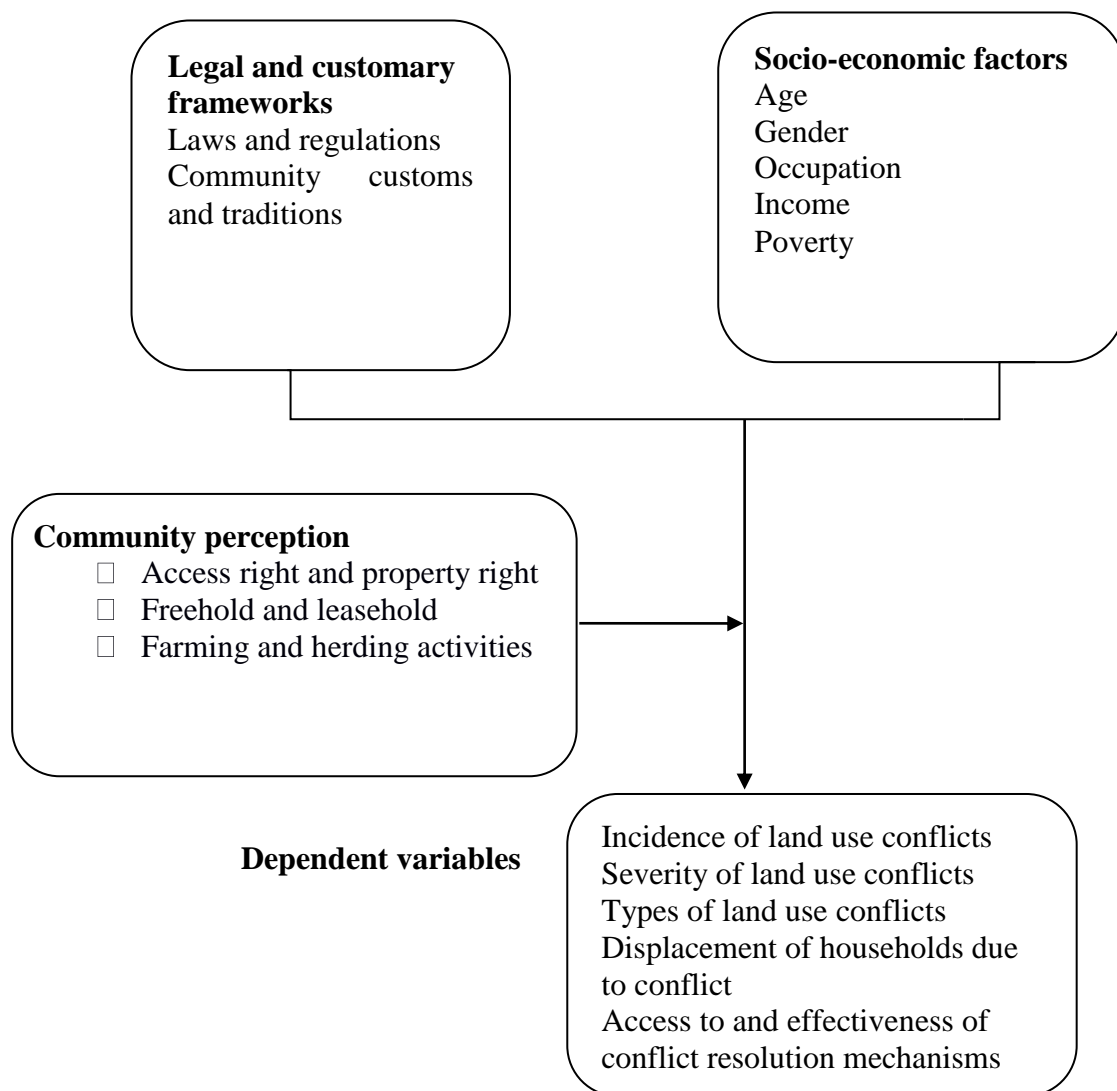 Legal and customary
frameworks
Laws and regulations
Community customs
and traditions
Socio-economic factors
Age
Gender
Occupation
Income
Poverty
Community perception
Access right and property right
Freehold and leasehold
Farming and herding activities
Dependent variables
Incidence of land use conflicts
Severity of land use conflicts
Types of land use conflicts
Displacement of households due
to conflict
Access to and effectiveness of
conflict resolution mechanisms